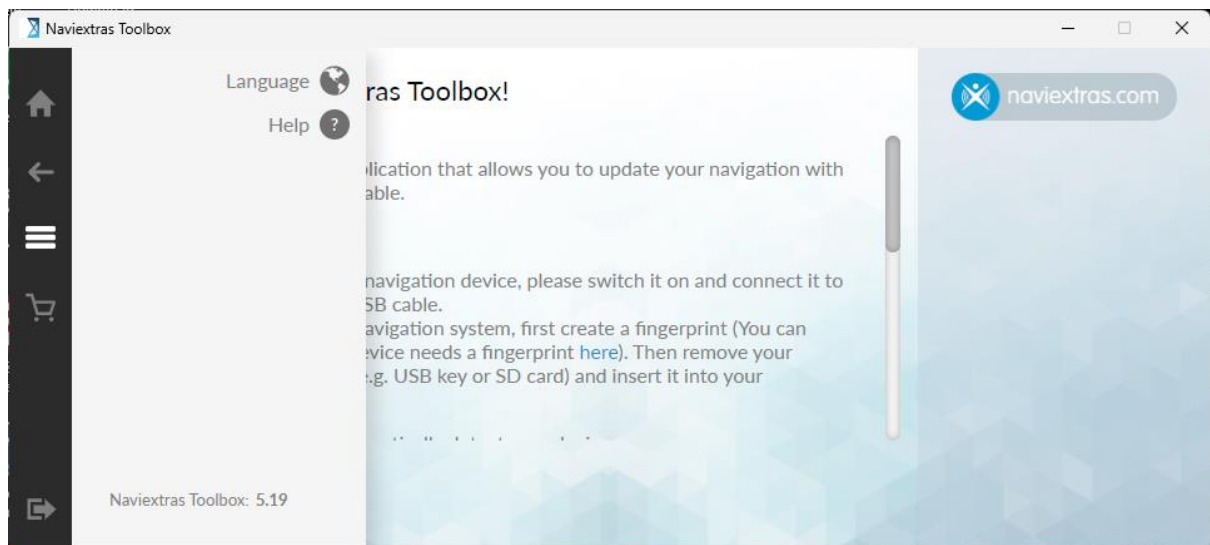 Naviextras Toolbox
Language
Help ?
ras Toolbox!
naviextras.com
lication that allows you to update your navigation with
able.
navigation device, please switch it on and connect it to
SB cable.
avigation system, first create a fingerprint (You can
evice needs a fingerprint here). Then remove your
.g. USB key or SD card) and insert it into your
Naviextras Toolbox: 5.19